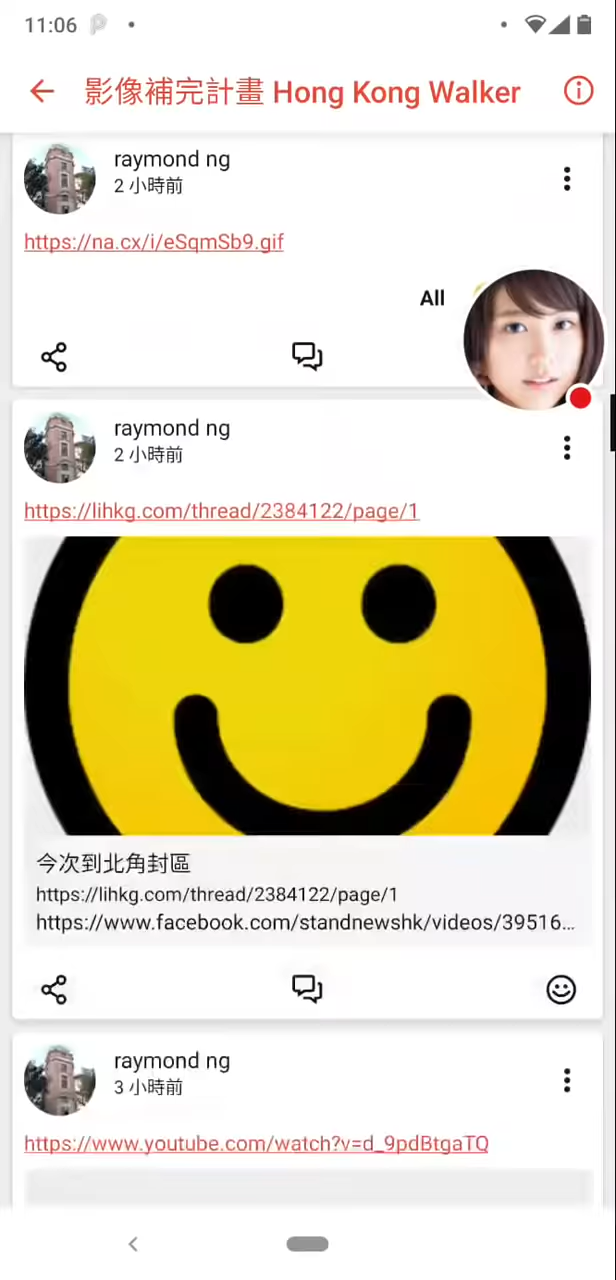 11:06
影像補完計畫 Hong Kong Walker
raymond ng
2 小時前
https://na.cx/i/eSqmSb9.gif
All
raymond ng
2 小時前
https://lihkg.com/thread/2384122/page/1
今次到北角封區
https://lihkg.com/thread/2384122/page/1
https://www.facebook.com/standnewshk/videos/39516...
raymond ng
3 小時前
https://www.youtube.com/watch?v=d_9pdBtgaTQ